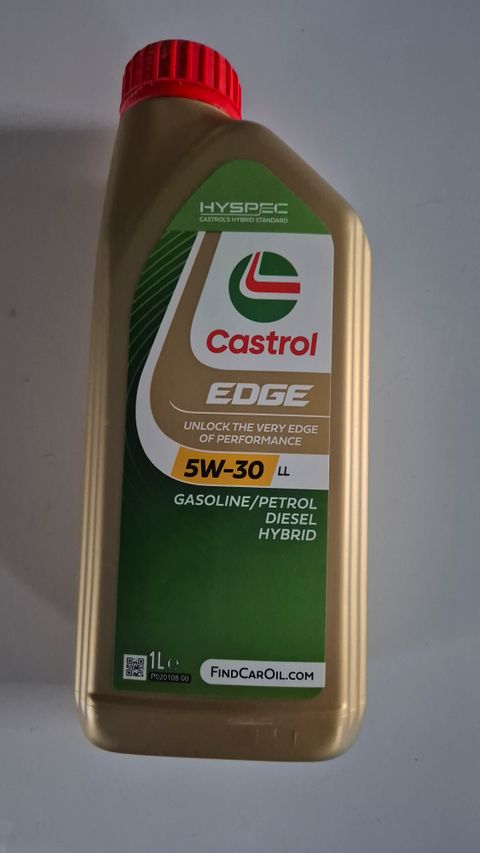 HYSPEC
CASTROL'S HYBRID STANDARD
Castrol
EDGE
UNLOCK THE VERY EDGE
OF PERFORMANCE
5W-30 LL
GASOLINE/PETROL
DIESEL
HYBRID
1L e
P020108-00
FINDCAROIL.COM